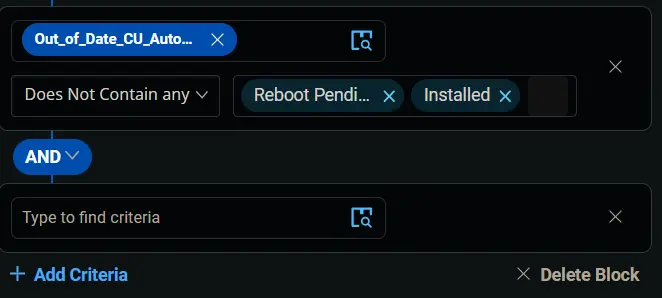 Out_of_Date_CU_Auto...
Does Not Contain any
Reboot Pendi... Installed
AND
Type to find criteria
Add Criteria
Delete Block